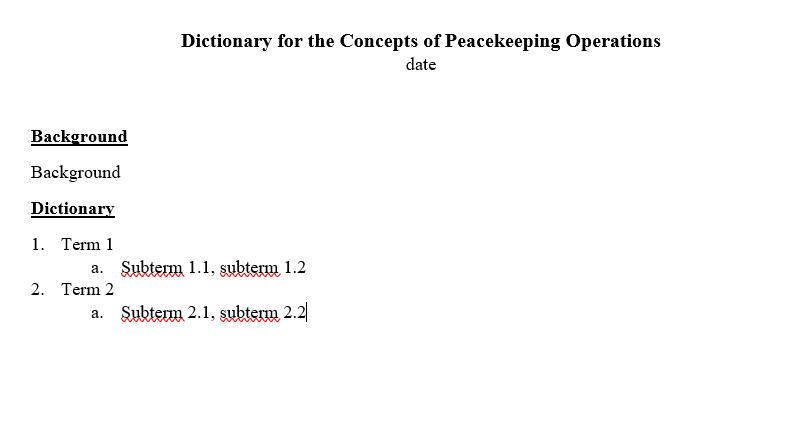 Dictionary for the Concepts of Peacekeeping Operations
date
Background
Background
Dictionary
1. Term 1
a. Subterm 1.1, subterm 1.2
2. Term 2
a. Subterm 2.1, subterm 2.2